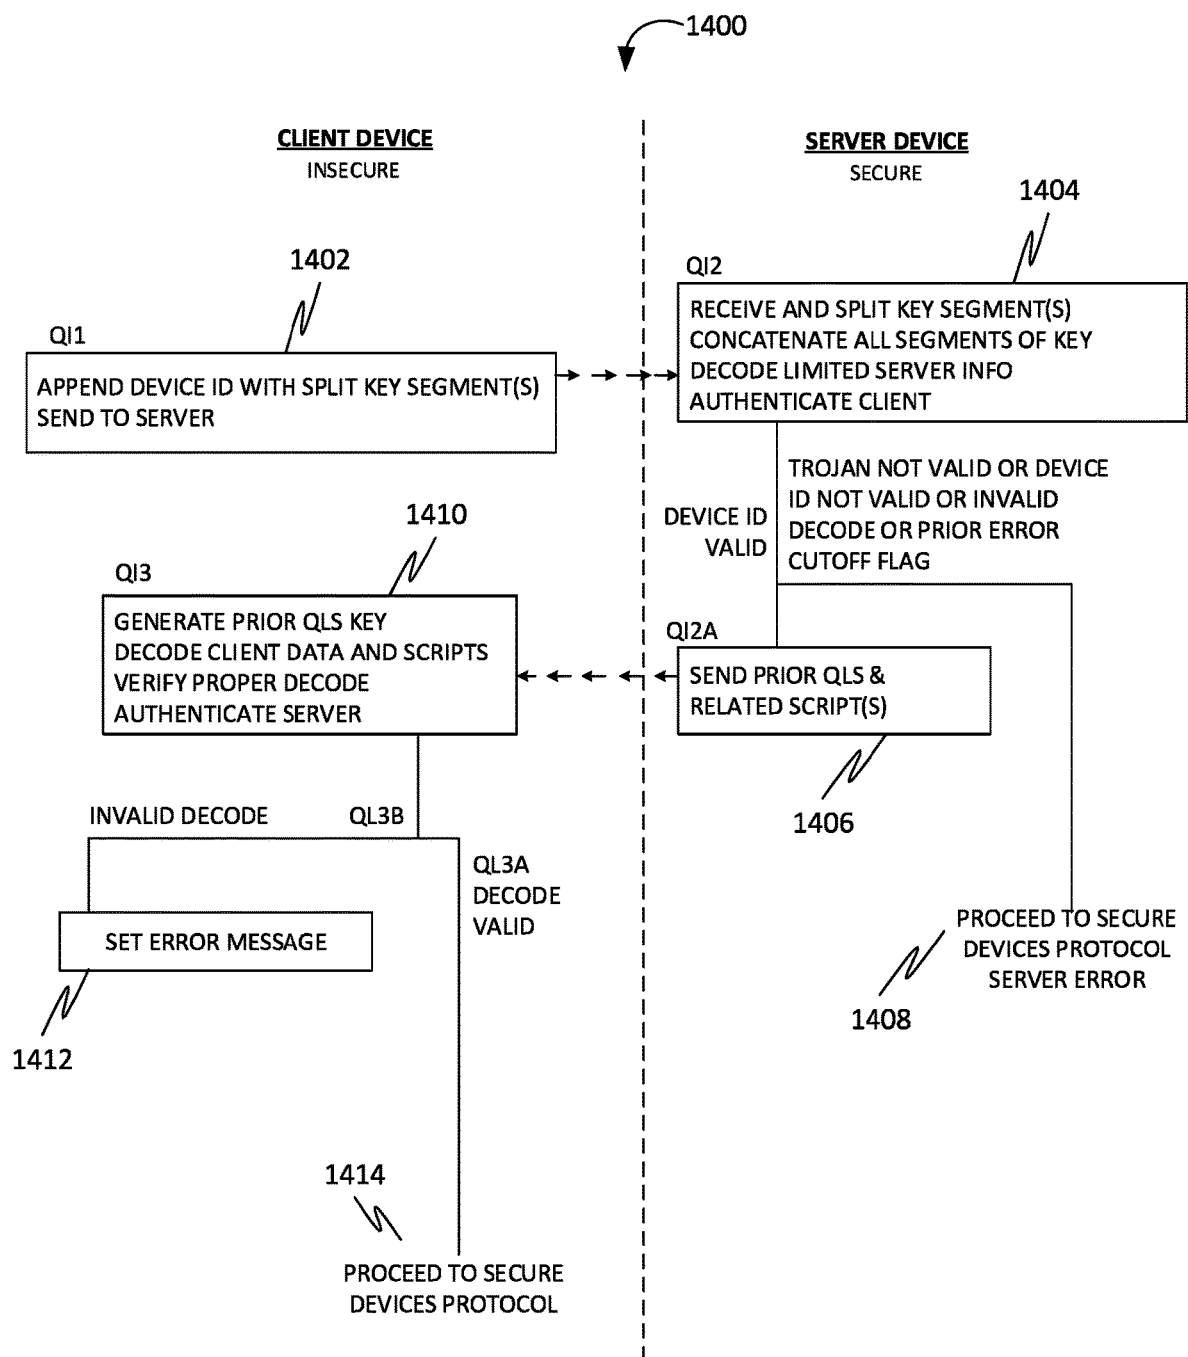 1400
CLIENT DEVICE
INSECURE
SERVER DEVICE
SECURE
1402
QI1
APPEND DEVICE ID WITH SPLIT KEY SEGMENT(S)
SEND TO SERVER
1404
QI2
RECEIVE AND SPLIT KEY SEGMENT(S)
CONCATENATE ALL SEGMENTS OF KEY
DECODE LIMITED SERVER INFO
AUTHENTICATE CLIENT
DEVICE ID
VALID
TROJAN NOT VALID OR DEVICE
ID NOT VALID OR INVALID
DECODE OR PRIOR ERROR
CUTOFF FLAG
QI2A
SEND PRIOR QLS &
RELATED SCRIPT(S)
1406
PROCEED TO SECURE
DEVICES PROTOCOL
SERVER ERROR
1408
1410
QI3
GENERATE PRIOR QLS KEY
DECODE CLIENT DATA AND SCRIPTS
VERIFY PROPER DECODE
AUTHENTICATE SERVER
INVALID DECODE
QL3B
QL3A
DECODE
VALID
SET ERROR MESSAGE
1412
1414
PROCEED TO SECURE
DEVICES PROTOCOL